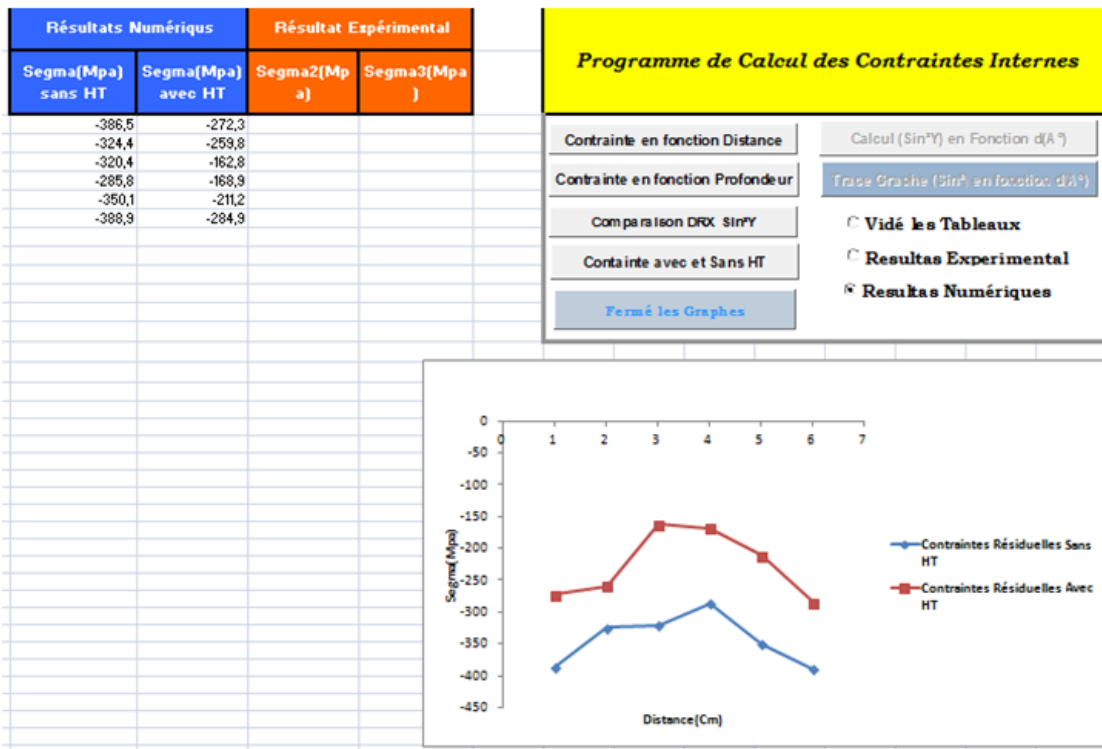 Résultats Numériqus
Résultat Expérimental
Segma(Mpa)
sans HT
Segma(Mpa)
avec HT
Segma2(Mp
a)
Segma3(Mpa
)
-386,5 -272,3
-324,4 -259,8
-320,4 -162,8
-285,8 -168,9
-350,1 -211,2
-388,9 -284,9
Programme de Calcul des Contraintes Internes
Contrainte en fonction Distance
Contrainte en fonction Profondeur
Comparaison DRX Sin²Y
Containte avec et Sans HT
Fermé les Graphes
Calcul (Sin²Y) en Fonction d(A°)
Trace Graphe (Sin²) en fonction d(A°)
Vidé les Tableaux
Resultas Experimental
Resultas Numériques
0
-50
-100
-150
-200
-250
-300
-350
-400
-450
0 1 2 3 4 5 6 7
Segma(Mpa)
Distance(Cm)
Contraintes Résiduelles Sans
HT
Contraintes Résiduelles Avec
HT